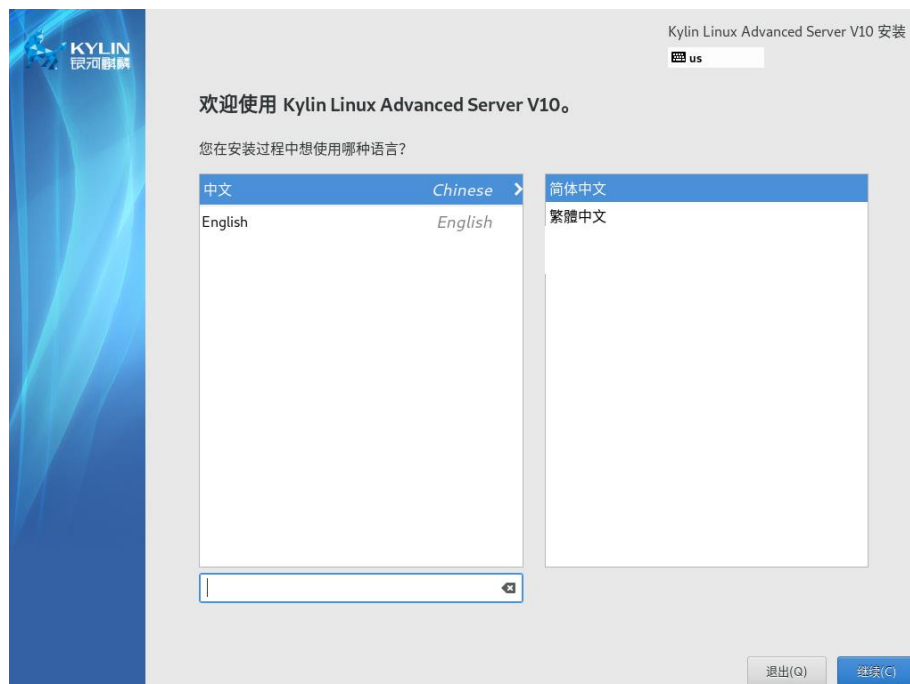 KYLIN
银河麒麟
Kylin Linux Advanced Server V10 安装
us
欢迎使用 Kylin Linux Advanced Server V10。
您在安装过程中想使用哪种语言?
中文 Chinese
English English
简体中文
繁體中文
退出(Q)
继续(C)